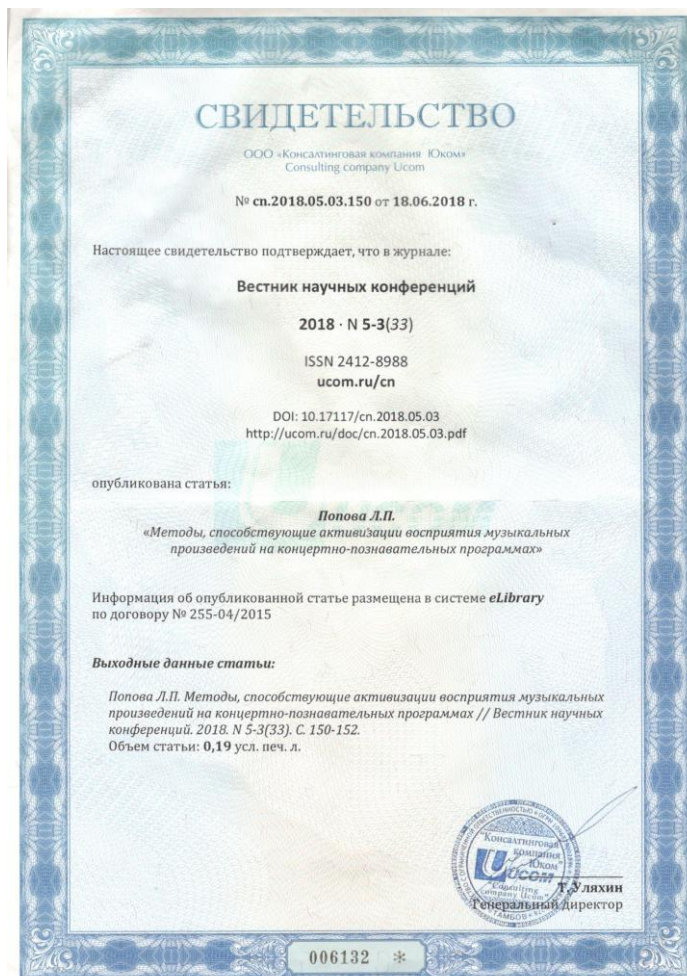 СВИДЕТЕЛЬСТВО
ООО «Консалтинговая компания Юком»
Consulting company Ucom
№ cn.2018.05.03.150 от 18.06.2018 г.
Настоящее свидетельство подтверждает, что в журнале:
Вестник научных конференций
2018 · N 5-3(33)
ISSN 2412-8988
ucom.ru/cn
DOI: 10.17117/cn.2018.05.03
http://ucom.ru/doc/cn.2018.05.03.pdf
опубликована статья:
Попова Л.П.
«Методы, способствующие активизации восприятия музыкальных
произведений на концертно-познавательных программах»
Информация об опубликованной статье размещена в системе eLibrary
по договору № 255-04/2015
Выходные данные статьи:
Попова Л.П. Методы, способствующие активизации восприятия музыкальных
произведений на концертно-познавательных программах // Вестник научных
конференций. 2018. N 5-3(33). С. 150-152.
Объем статьи: 0,19 усл. печ. л.
"Консалтинговая
компания
Юком"
Ucom
"Consulting
company Ucom"
ТАМБОВ
Т. Уляхин
Генеральный директор
006132 *